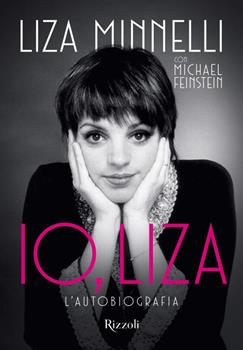 LIZA MINNELLI
CON
MICHAEL
FEINSTEIN
IO, LIZA
L'AUTOBIOGRAFIA
Rizzoli